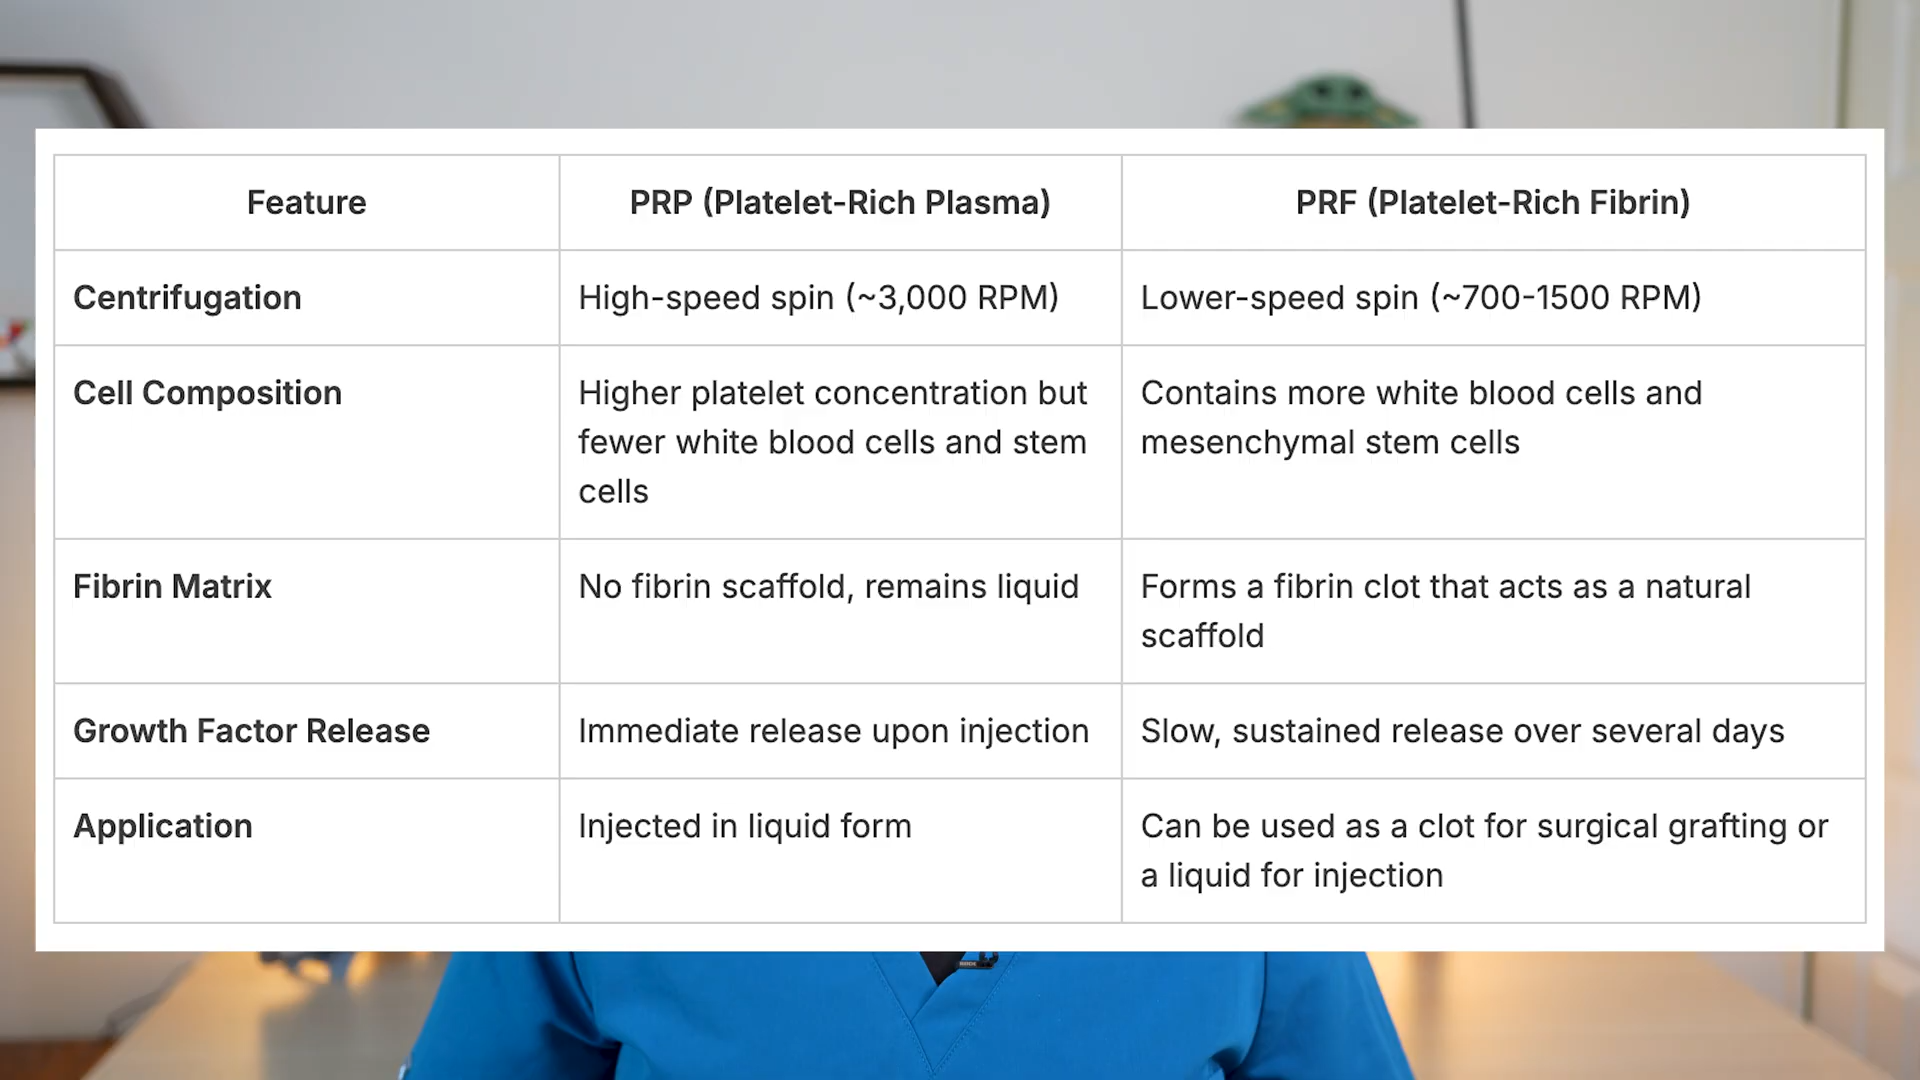 Feature
PRP (Platelet-Rich Plasma)
PRF (Platelet-Rich Fibrin)
Centrifugation
High-speed spin (~3,000 RPM)
Lower-speed spin (~700-1500 RPM)
Cell Composition
Higher platelet concentration but
fewer white blood cells and stem
cells
Contains more white blood cells and
mesenchymal stem cells
Fibrin Matrix
No fibrin scaffold, remains liquid
Forms a fibrin clot that acts as a natural
scaffold
Growth Factor Release
Immediate release upon injection
Slow, sustained release over several days
Application
Injected in liquid form
Can be used as a clot for surgical grafting or
a liquid for injection